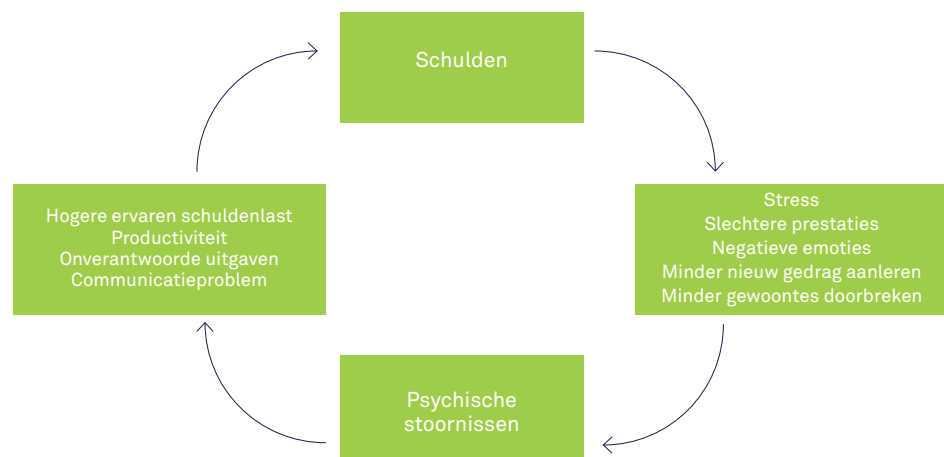 Schulden
Stress
Slechtere prestaties
Negatieve emoties
Minder nieuw gedrag aanleren
Minder gewoontes doorbreken
Psychische
stoornissen
Hogere ervaren schuldenlast
Productiviteit
Onverantwoorde uitgaven
Communicatieproblem